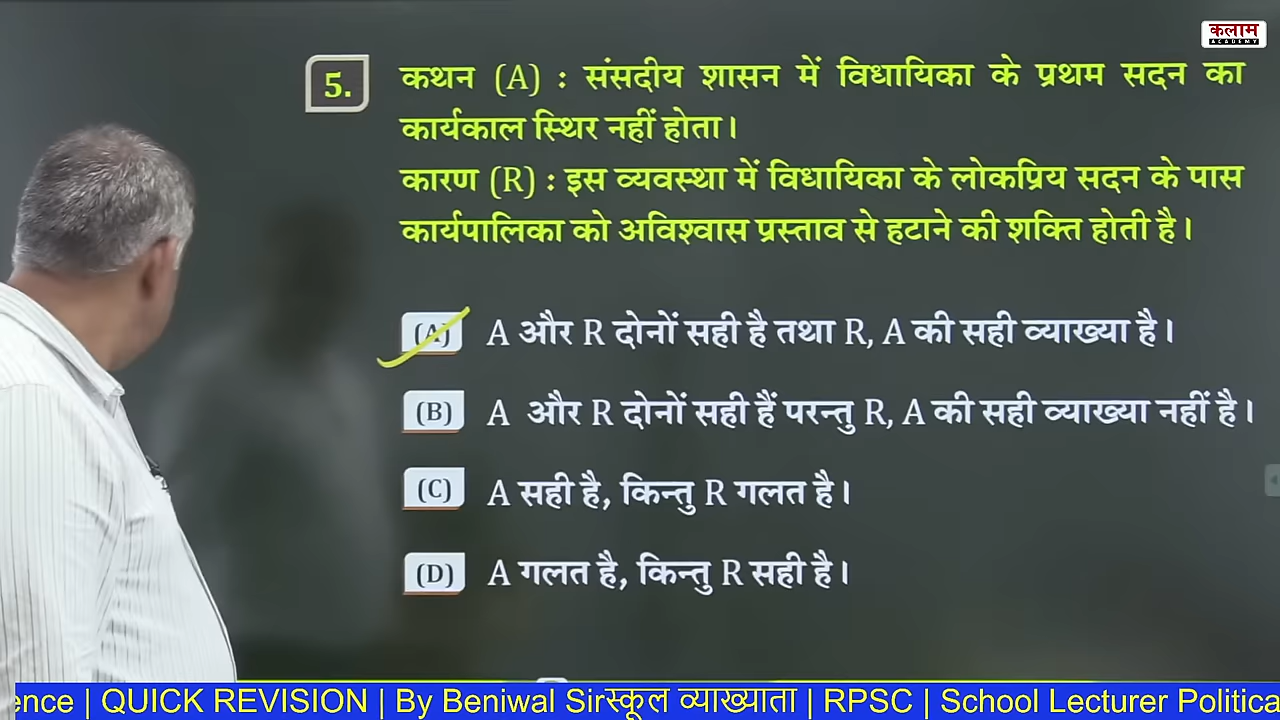 कलाम
ACADEMY
5.
कथन (A) : संसदीय शासन में विधायिका के प्रथम सदन का
कार्यकाल स्थिर नहीं होता।
कारण (R) : इस व्यवस्था में विधायिका के लोकप्रिय सदन के पास
कार्यपालिका को अविश्वास प्रस्ताव से हटाने की शक्ति होती है।
(A) A और R दोनों सही है तथा R, A की सही व्याख्या है।
(B) A और R दोनों सही हैं परन्तु R, A की सही व्याख्या नहीं है।
(C) A सही है, किन्तु R गलत है।
(D) A गलत है, किन्तु R सही है।
ence | QUICK REVISION | By Beniwal Sirस्कूल व्याख्याता | RPSC | School Lecturer Politica